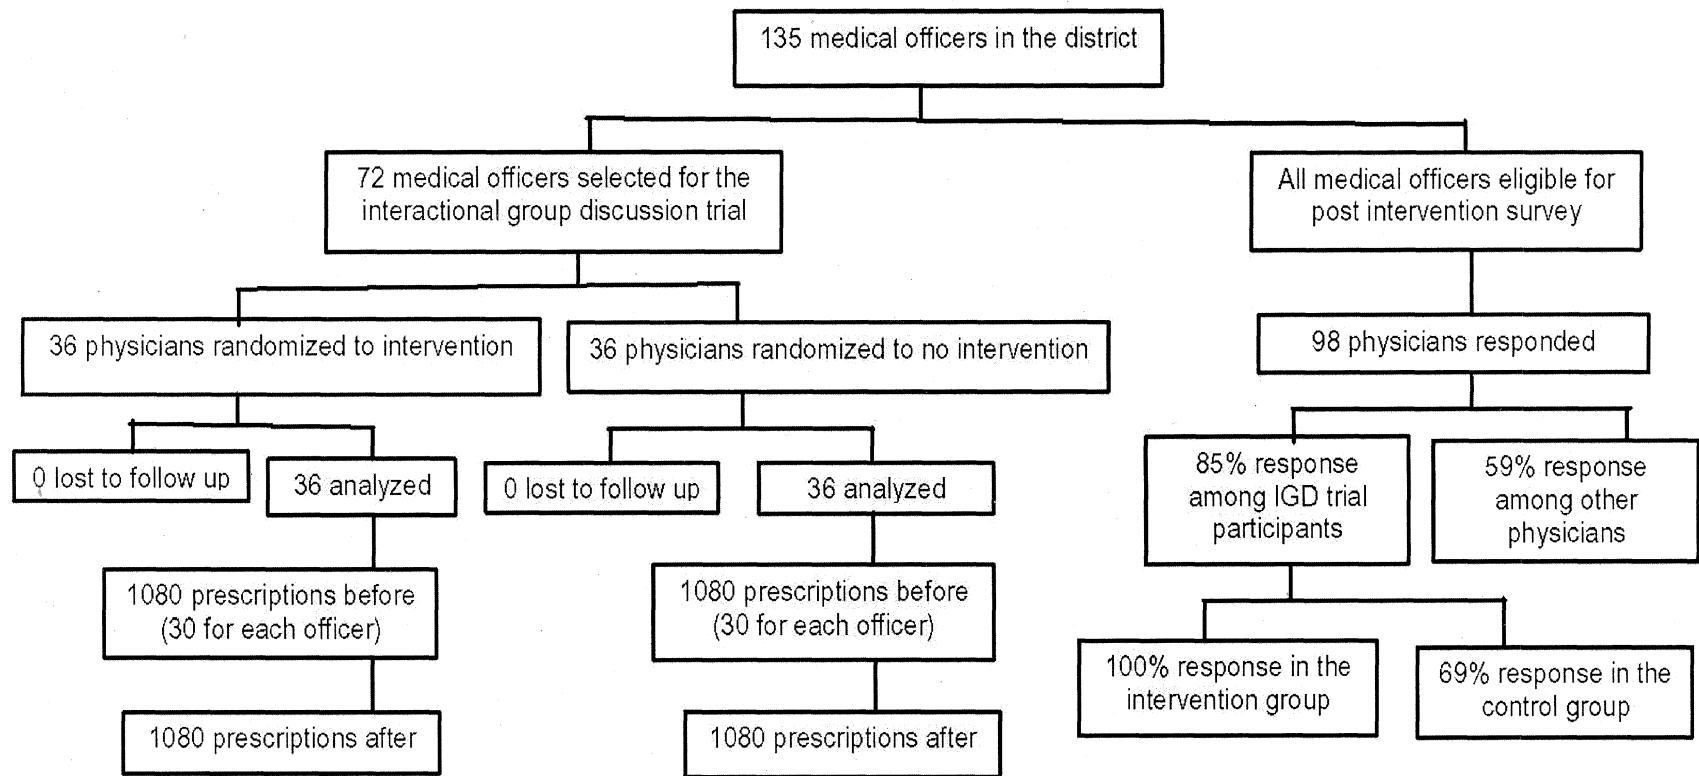 135 medical officers in the district
72 medical officers selected for the
interactional group discussion trial
All medical officers eligible for
post intervention survey
36 physicians randomized to intervention
36 physicians randomized to no intervention
98 physicians responded
0 lost to follow up
36 analyzed
0 lost to follow up
36 analyzed
85% response
among IGD trial
participants
59% response
among other
physicians
1080 prescriptions before
(30 for each officer)
1080 prescriptions before
(30 for each officer)
100% response in the
intervention group
69% response in the
control group
1080 prescriptions after
1080 prescriptions after